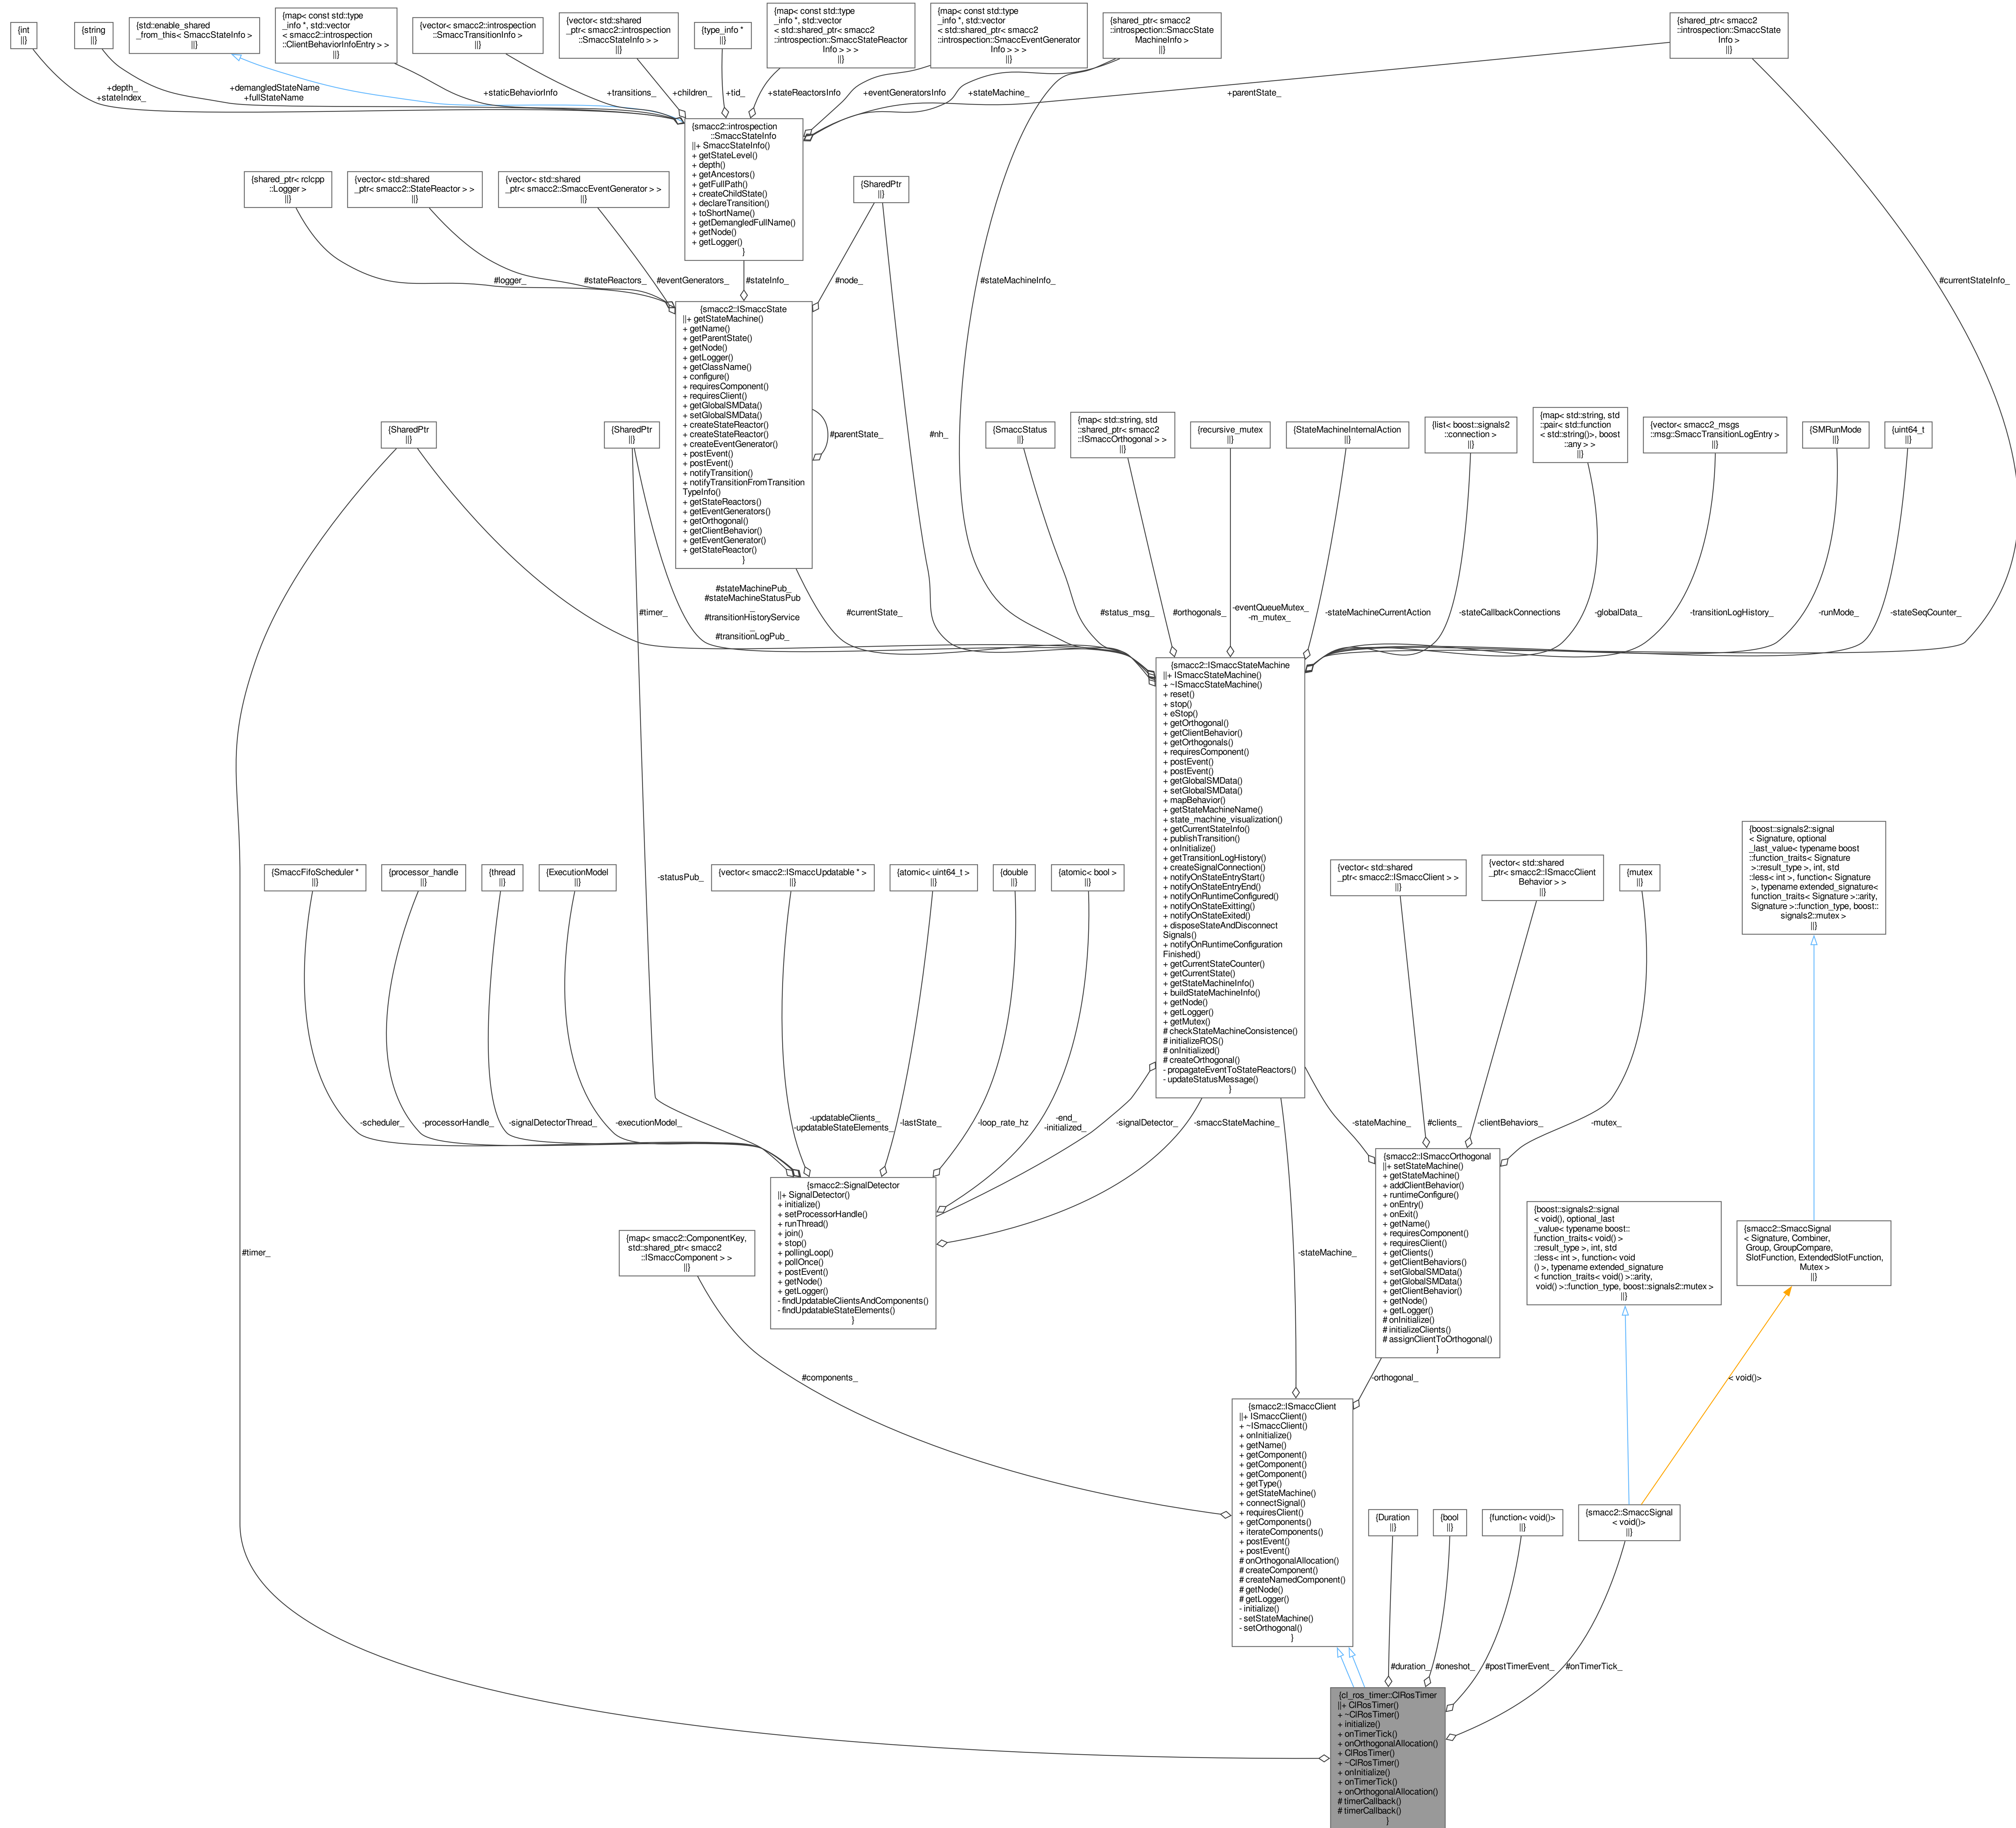 {int
||}
{string
||}
{std::enable_shared
_from_this< SmaccStateInfo >
||}
{map< const std::type
_info *, std::vector
< smacc2::introspection
::ClientBehaviorInfoEntry > >
||}
{vector< smacc2::introspection
::SmaccTransitionInfo >
||}
{vector< std::shared
_ptr< smacc2::introspection
::SmaccStateInfo > >
||}
{type_info *
||}
{map< const std::type
_info *, std::vector
< std::shared_ptr< smacc2
::introspection::SmaccStateReactor
Info > > >
||}
{map< const std::type
_info *, std::vector
< std::shared_ptr< smacc2
::introspection::SmaccEventGenerator
Info > > >
||}
{shared_ptr< smacc2
::introspection::SmaccState
MachineInfo >
||}
{shared_ptr< smacc2
::introspection::SmaccState
Info >
||}
+depth_
+stateIndex_
+demangledStateName
+fullStateName
+staticBehaviorInfo
+transitions_
+children_
+tid_
+stateReactorsInfo
+eventGeneratorsInfo
+stateMachine_
+parentState_
{smacc2::introspection
::SmaccStateInfo
||+ SmaccStateInfo()
+ getStateLevel()
+ depth()
+ getAncestors()
+ getFullPath()
+ createChildState()
+ declareTransition()
+ toShortName()
+ getDemangledFullName()
+ getNode()
+ getLogger()
}
{shared_ptr< rclcpp
::Logger >
||}
{vector< std::shared
_ptr< smacc2::StateReactor > >
||}
{vector< std::shared
_ptr< smacc2::SmaccEventGenerator > >
||}
{SharedPtr
||}
#logger_
#stateReactors_
#eventGenerators_
#stateInfo_
#node_
#stateMachineInfo_
#currentStateInfo_
{smacc2::ISmaccState
||+ getStateMachine()
+ getName()
+ getParentState()
+ getNode()
+ getLogger()
+ getClassName()
+ configure()
+ requiresComponent()
+ requiresClient()
+ getGlobalSMData()
+ setGlobalSMData()
+ createStateReactor()
+ createStateReactor()
+ createEventGenerator()
+ postEvent()
+ postEvent()
+ notifyTransition()
+ notifyTransitionFromTransition
TypeInfo()
+ getStateReactors()
+ getEventGenerators()
+ getOrthogonal()
+ getClientBehavior()
+ getEventGenerator()
+ getStateReactor()
}
#parentState_
#nh_
{SharedPtr
||}
{SharedPtr
||}
{SmaccStatus
||}
{map< std::string, std
::shared_ptr< smacc2
::ISmaccOrthogonal > >
||}
{recursive_mutex
||}
{StateMachineInternalAction
||}
{list< boost::signals2
::connection >
||}
{map< std::string, std
::pair< std::function
< std::string()>, boost
::any > >
||}
{vector< smacc2_msgs
::msg::SmaccTransitionLogEntry >
||}
{SMRunMode
||}
{uint64_t
||}
#timer_
#stateMachinePub_
#stateMachineStatusPub
_
#transitionHistoryService
_
#transitionLogPub_
#currentState_
#status_msg_
#orthogonals_
-eventQueueMutex_
-m_mutex_
-stateMachineCurrentAction
-stateCallbackConnections
-globalData_
-transitionLogHistory_
-runMode_
-stateSeqCounter_
{smacc2::ISmaccStateMachine
||+ ISmaccStateMachine()
+ ~ISmaccStateMachine()
+ reset()
+ stop()
+ eStop()
+ getOrthogonal()
+ getClientBehavior()
+ getOrthogonals()
+ requiresComponent()
+ postEvent()
+ postEvent()
+ getGlobalSMData()
+ setGlobalSMData()
+ mapBehavior()
+ getStateMachineName()
+ state_machine_visualization()
+ getCurrentStateInfo()
+ publishTransition()
+ onInitialize()
+ getTransitionLogHistory()
+ createSignalConnection()
+ notifyOnStateEntryStart()
+ notifyOnStateEntryEnd()
+ notifyOnRuntimeConfigured()
+ notifyOnStateExitting()
+ notifyOnStateExited()
+ disposeStateAndDisconnect
Signals()
+ notifyOnRuntimeConfiguration
Finished()
+ getCurrentStateCounter()
+ getCurrentState()
+ getStateMachineInfo()
+ buildStateMachineInfo()
+ getNode()
+ getLogger()
+ getMutex()
# checkStateMachineConsistence()
# initializeROS()
# onInitialized()
# createOrthogonal()
- propagateEventToStateReactors()
- updateStatusMessage()
}
{SmaccFifoScheduler *
||}
{processor_handle
||}
{thread
||}
{ExecutionModel
||}
-statusPub_
{vector< smacc2::ISmaccUpdatable * >
||}
{atomic< uint64_t >
||}
{double
||}
{atomic< bool >
||}
{vector< std::shared
_ptr< smacc2::ISmaccClient > >
||}
{vector< std::shared
_ptr< smacc2::ISmaccClient
Behavior > >
||}
{mutex
||}
{boost::signals2::signal
< Signature, optional
_last_value< typename boost
::function_traits< Signature
>::result_type >, int, std
::less< int >, function< Signature
>, typename extended_signature<
function_traits< Signature >::arity,
Signature >::function_type, boost::
signals2::mutex >
||}
-scheduler_
-processorHandle_
-signalDetectorThread_
-executionModel_
-updatableClients_
-updatableStateElements_
-lastState_
-loop_rate_hz
-end_
-initialized_
-signalDetector_
-smaccStateMachine_
-stateMachine_
#clients_
-clientBehaviors_
-mutex_
{smacc2::SignalDetector
||+ SignalDetector()
+ initialize()
+ setProcessorHandle()
+ runThread()
+ join()
+ stop()
+ pollingLoop()
+ pollOnce()
+ postEvent()
+ getNode()
+ getLogger()
- findUpdatableClientsAndComponents()
- findUpdatableStateElements()
}
{smacc2::ISmaccOrthogonal
||+ setStateMachine()
+ getStateMachine()
+ addClientBehavior()
+ runtimeConfigure()
+ onEntry()
+ onExit()
+ getName()
+ requiresComponent()
+ requiresClient()
+ getClients()
+ getClientBehaviors()
+ setGlobalSMData()
+ getGlobalSMData()
+ getClientBehavior()
+ getNode()
+ getLogger()
# onInitialize()
# initializeClients()
# assignClientToOrthogonal()
}
{boost::signals2::signal
< void(), optional_last
_value< typename boost::
function_traits< void() >
::result_type >, int, std
::less< int >, function< void
() >, typename extended_signature
< function_traits< void() >::arity,
void() >::function_type, boost::signals2::mutex >
||}
{smacc2::SmaccSignal
< Signature, Combiner,
Group, GroupCompare,
SlotFunction, ExtendedSlotFunction,
Mutex >
||}
{map< smacc2::ComponentKey,
std::shared_ptr< smacc2
::ISmaccComponent > >
||}
#timer_
-stateMachine_
#components_
-orthogonal_
< void()>
{smacc2::ISmaccClient
||+ ISmaccClient()
+ ~ISmaccClient()
+ onInitialize()
+ getName()
+ getComponent()
+ getComponent()
+ getComponent()
+ getType()
+ getStateMachine()
+ connectSignal()
+ requiresClient()
+ getComponents()
+ iterateComponents()
+ postEvent()
+ postEvent()
# onOrthogonalAllocation()
# createComponent()
# createNamedComponent()
# getNode()
# getLogger()
- initialize()
- setStateMachine()
- setOrthogonal()
}
{Duration
||}
{bool
||}
{function< void()>
||}
{smacc2::SmaccSignal
< void()>
||}
#duration_
#oneshot_
#postTimerEvent_
#onTimerTick_
{cl_ros_timer::ClRosTimer
||+ ClRosTimer()
+ ~ClRosTimer()
+ initialize()
+ onTimerTick()
+ onOrthogonalAllocation()
+ ClRosTimer()
+ ~ClRosTimer()
+ onInitialize()
+ onTimerTick()
+ onOrthogonalAllocation()
# timerCallback()
# timerCallback()
}